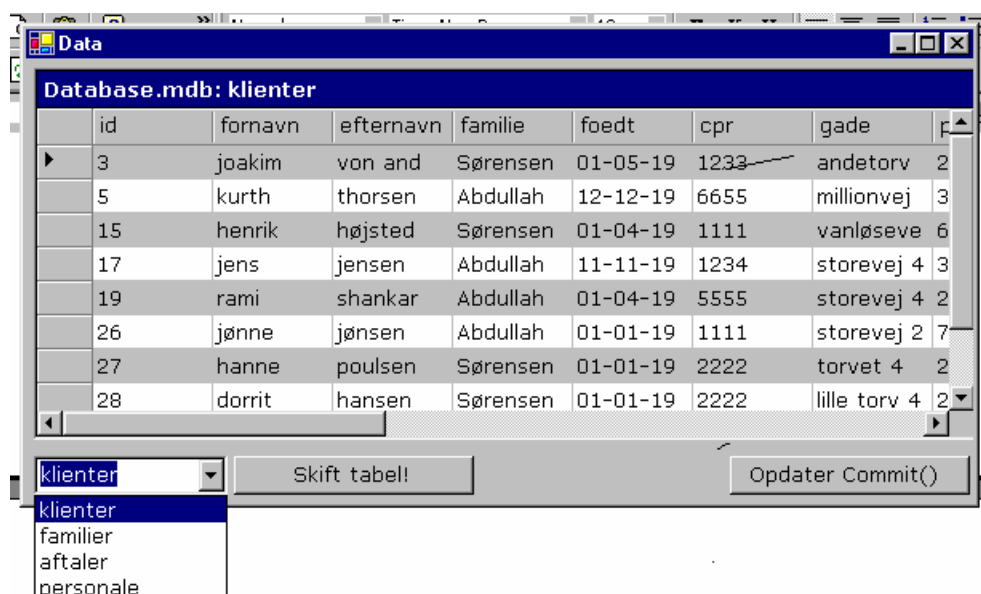 Data
Database.mdb: klienter
id fornavn efternavn familie foedt cpr gade
3 joakim von and Sørensen 01-05-19 1233 andetorv 2
5 kurth thorsen Abdullah 12-12-19 6655 millionvej 3
15 henrik højsted Sørensen 01-04-19 1111 vanløseve 6
17 jens jensen Abdullah 11-11-19 1234 storevej 4 3
19 rami shankar Abdullah 01-04-19 5555 storevej 4 2
26 jønne jønsen Abdullah 01-01-19 1111 storevej 2 7
27 hanne poulsen Sørensen 01-01-19 2222 torvet 4 2
28 dorrit hansen Sørensen 01-01-19 2222 lille torv 4 2
klienter Skift tabel! Opdater Commit()
klienter
familier
aftaler
personale